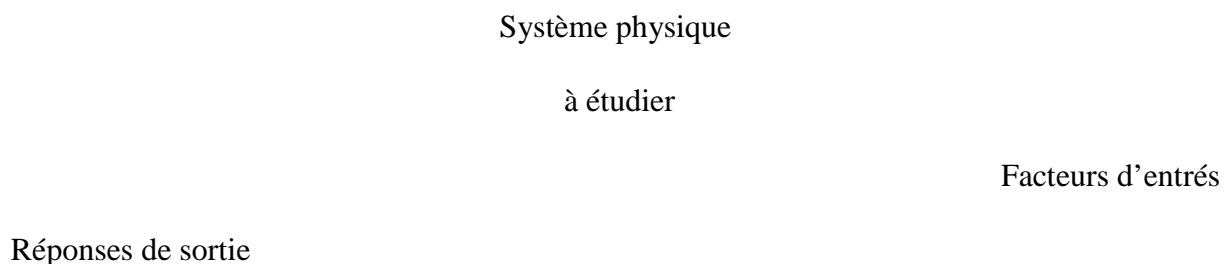 Système physique
à étudier
Facteurs d’entrés
Réponses de sortie